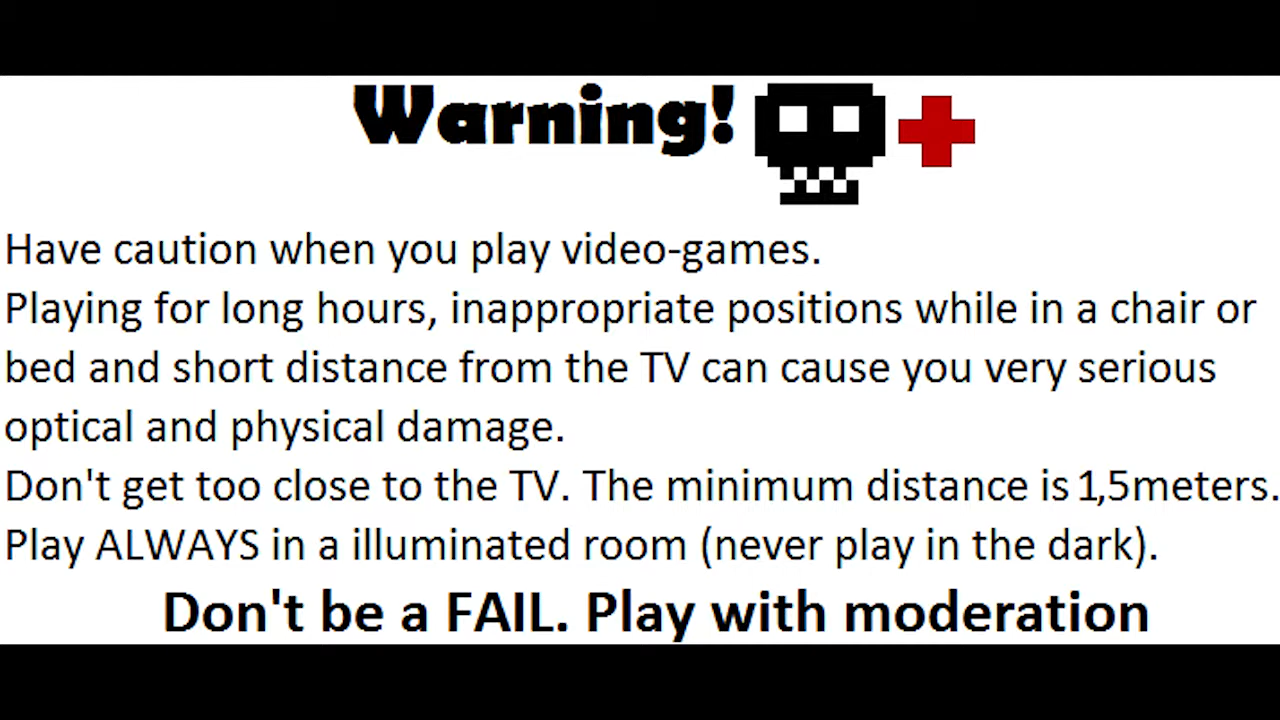 Warning!
Have caution when you play video-games.
Playing for long hours, inappropriate positions while in a chair or
bed and short distance from the TV can cause you very serious
optical and physical damage.
Don't get too close to the TV. The minimum distance is 1,5meters.
Play ALWAYS in a illuminated room (never play in the dark).
Don't be a FAIL. Play with moderation